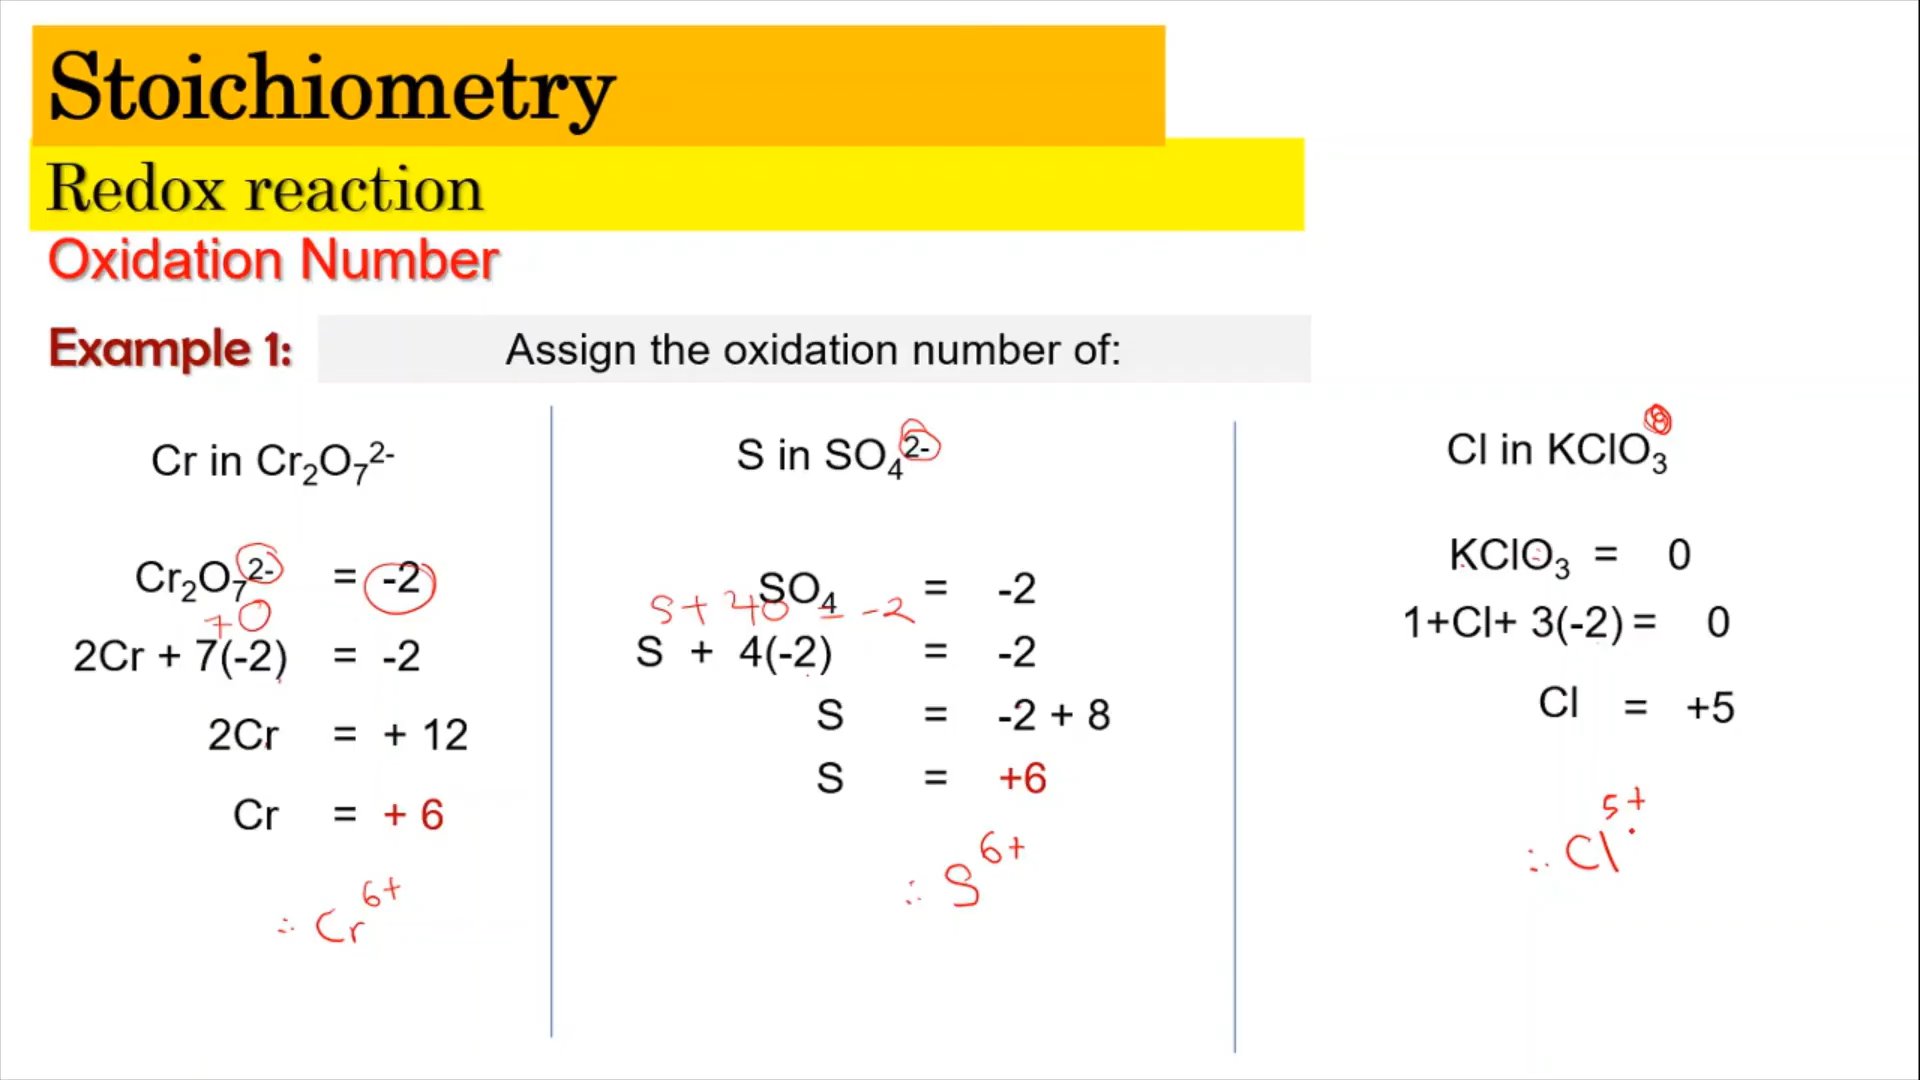 Stoichiometry
Redox reaction
Oxidation Number
Example 1: Assign the oxidation number of:
Cr in Cr₂O₇²⁻
Cr₂O₇²⁻ = -2
7O
2Cr + 7(-2) = -2
2Cr = + 12
Cr = + 6
∴ Cr⁶⁺
S in SO₄²⁻
SO₄ = -2
S + 4O = -2
S + 4(-2) = -2
S = -2 + 8
S = +6
∴ S⁶⁺
Cl in KClO₃
KClO₃ = 0
1+Cl+ 3(-2) = 0
Cl = +5
∴ Cl⁵⁺